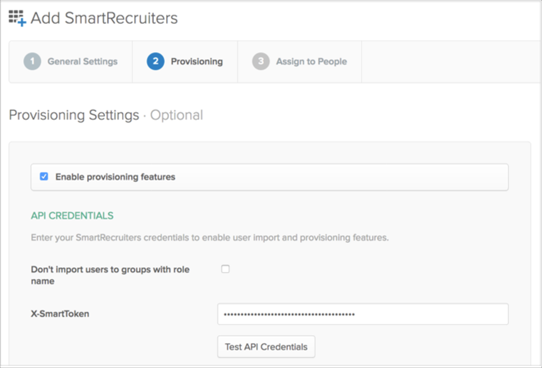 Add SmartRecruiters
1 General Settings
2 Provisioning
3 Assign to People
Provisioning Settings · Optional
Enable provisioning features
API CREDENTIALS
Enter your SmartRecruiters credentials to enable user import and provisioning features.
Don't import users to groups with role
name
X-SmartToken
Test API Credentials